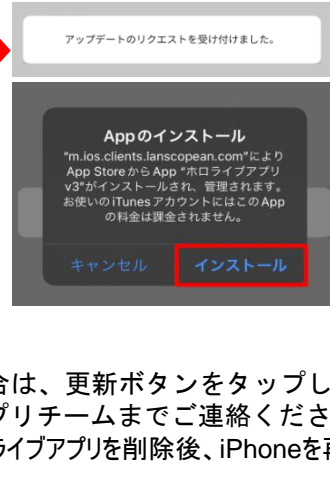 アップデートのリクエストを受け付けました。
Appのインストール
"m.ios.clients.lanscopean.com"により
App StoreからApp "ホロライブアプリ
v3"がインストールされ、管理されます。
お使いのiTunesアカウントにはこのApp
の料金は課金されません。
キャンセル インストール
合は、更新ボタンをタップし
プリチームまでご連絡くださ
ライブアプリを削除後、iPhoneを再